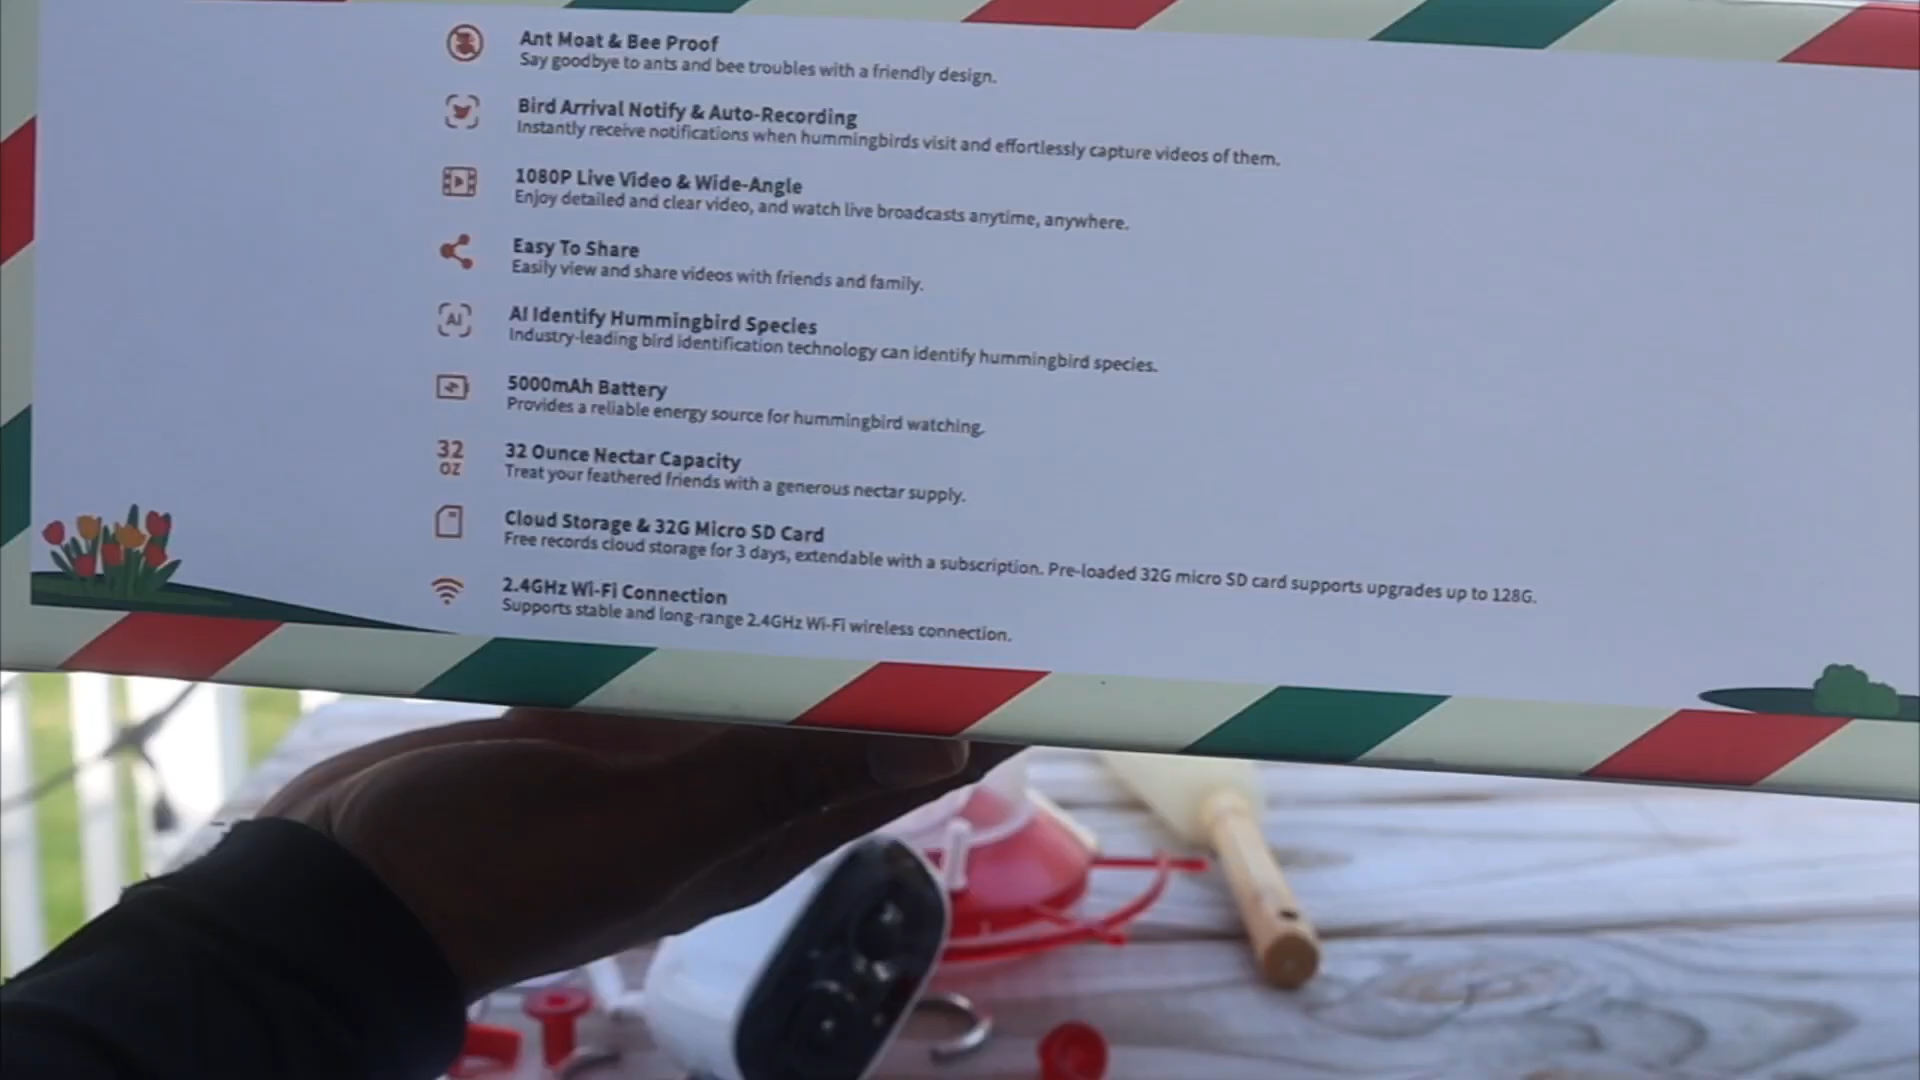 Ant Moat & Bee Proof
Say goodbye to ants and bee troubles with a friendly design.
Bird Arrival Notify & Auto-Recording
Instantly receive notifications when hummingbirds visit and effortlessly capture videos of them.
1080P Live Video & Wide-Angle
Enjoy detailed and clear video, and watch live broadcasts anytime, anywhere.
Easy To Share
Easily view and share videos with friends and family.
AI
AI Identify Hummingbird Species
Industry-leading bird identification technology can identify hummingbird species.
5000mAh Battery
Provides a reliable energy source for hummingbird watching.
32
OZ
32 Ounce Nectar Capacity
Treat your feathered friends with a generous nectar supply.
Cloud Storage & 32G Micro SD Card
Free records cloud storage for 3 days, extendable with a subscription. Pre-loaded 32G micro SD card supports upgrades up to 128G.
2.4GHz Wi-Fi Connection
Supports stable and long-range 2.4GHz Wi-Fi wireless connection.